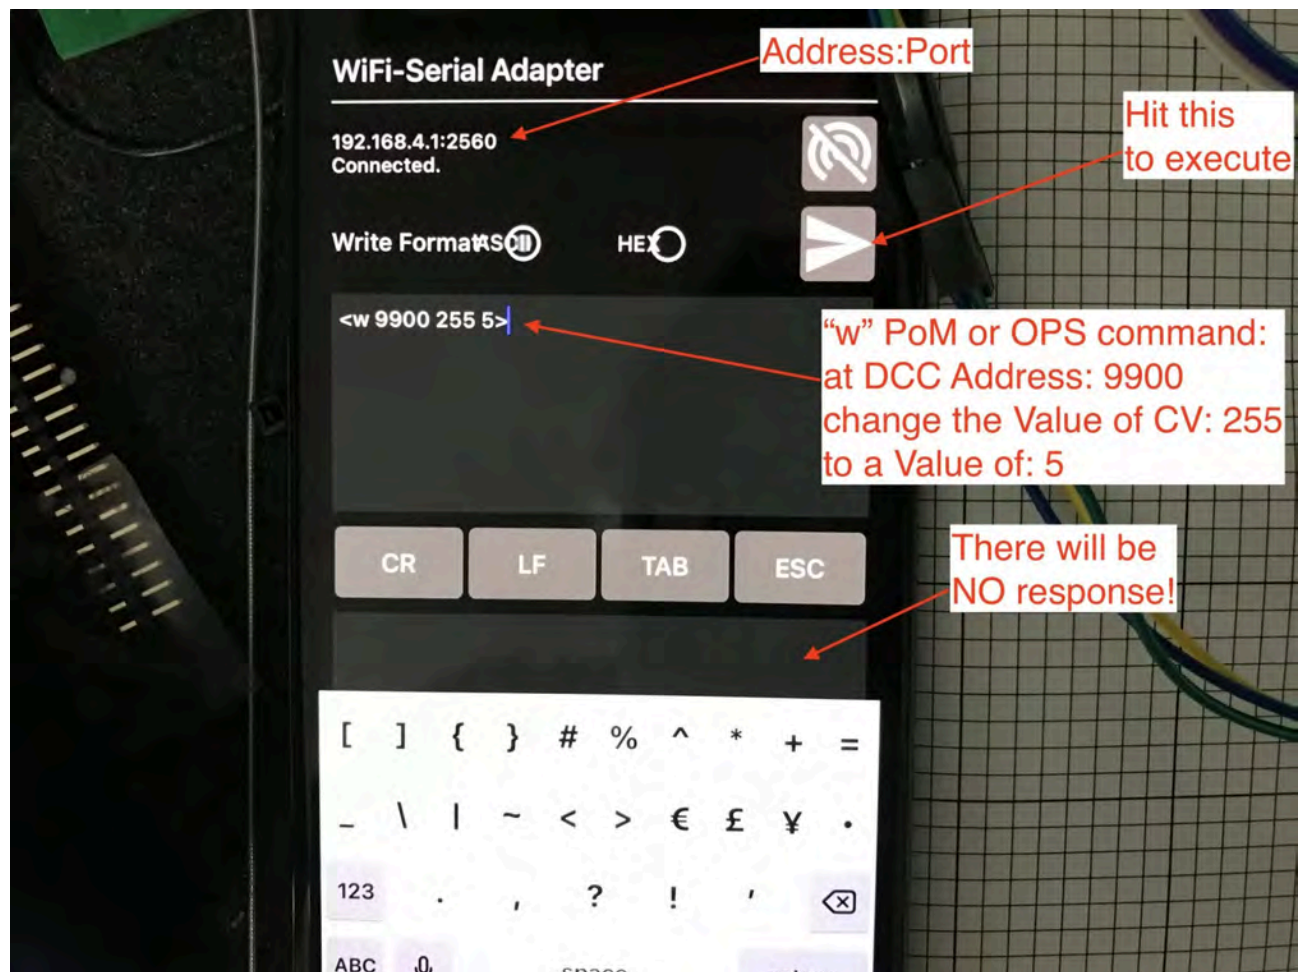 Address:Port
WiFi-Serial Adapter
Hit this
to execute
192.168.4.1:2560
Connected.
Write Format: ASCII HEX
<w 9900 255 5>
“w” PoM or OPS command:
at DCC Address: 9900
change the Value of CV: 255
to a Value of: 5
There will be
NO response!
CR LF TAB ESC
[ ] { } # % ^ * + =
_ \ | ~ < > € £ ¥ •
123 . , ? ! '
ABC
space